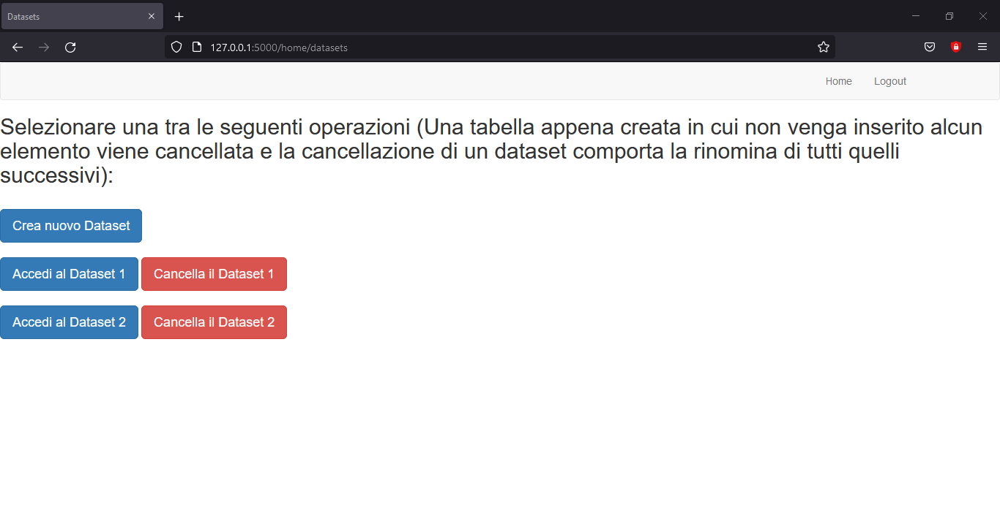 Datasets
127.0.0.1:5000/home/datasets
Home Logout
Selezionare una tra le seguenti operazioni (Una tabella appena creata in cui non venga inserito alcun
elemento viene cancellata e la cancellazione di un dataset comporta la rinomina di tutti quelli
successivi):
Crea nuovo Dataset
Accedi al Dataset 1 Cancella il Dataset 1
Accedi al Dataset 2 Cancella il Dataset 2